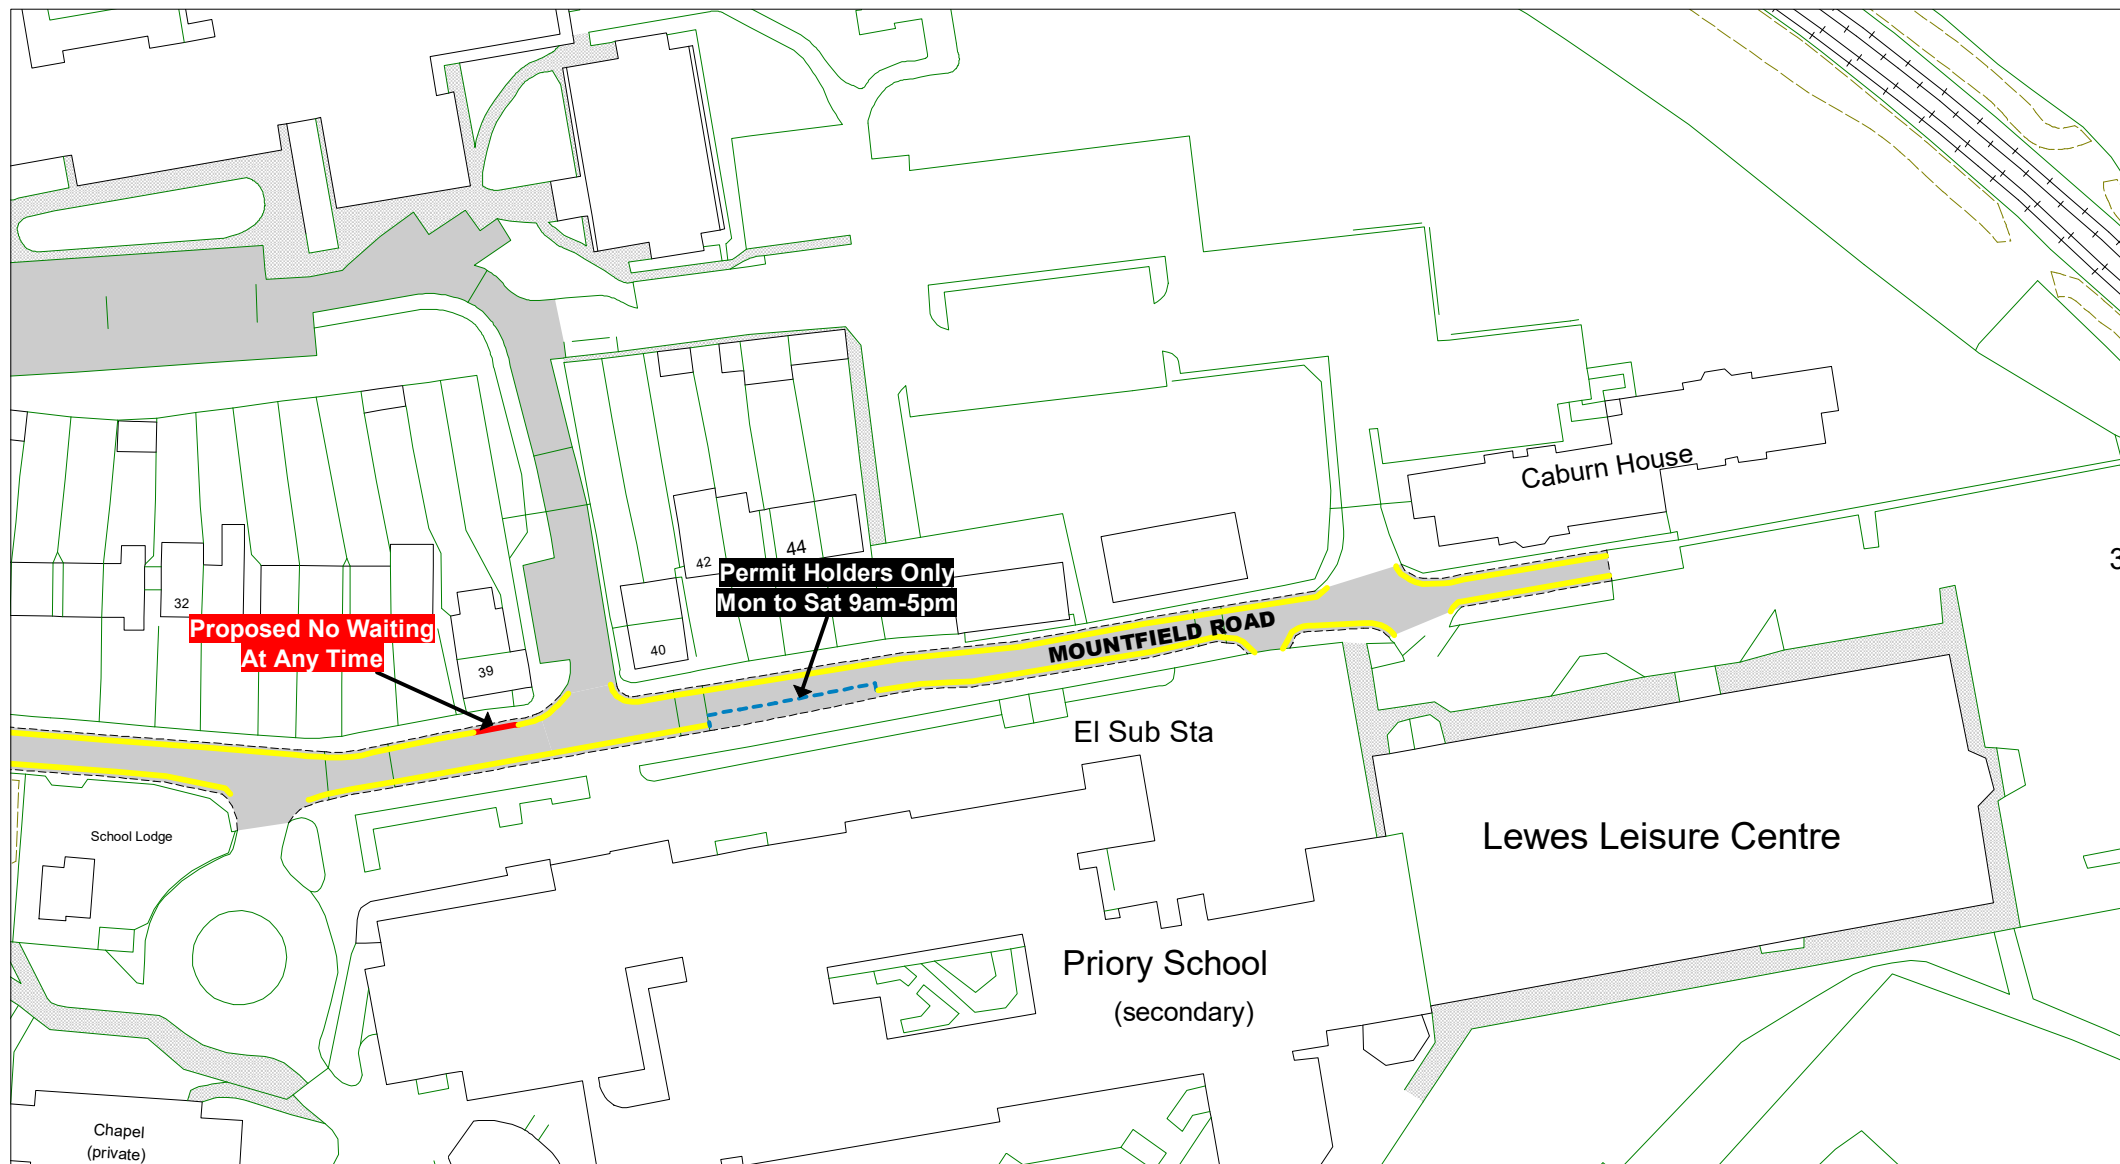 Caburn House
44
42
3
Permit Holders Only
Mon to Sat 9am-5pm
32
Proposed No Waiting
At Any Time
MOUNTFIELD ROAD
40
39
El Sub Sta
School Lodge
Lewes Leisure Centre
Priory School
(secondary)
Chapel
(private)